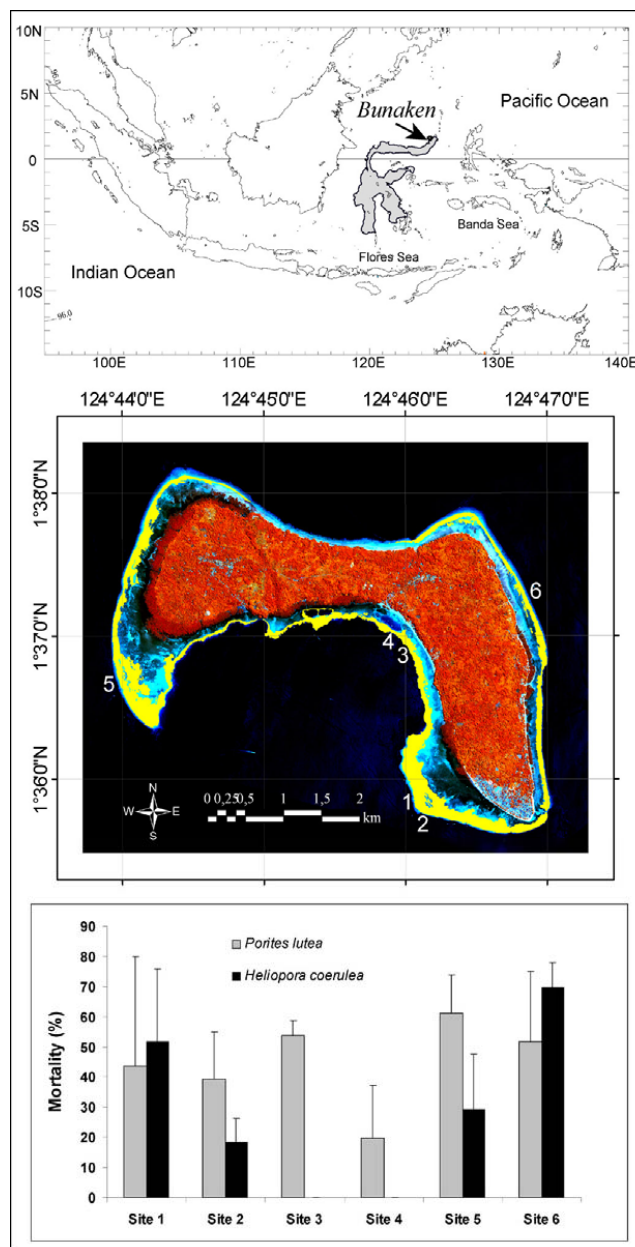 10N
5N
0
5S
10S
96.0
96.0
Bunaken
Pacific Ocean
Banda Sea
Flores Sea
Indian Ocean
100E 110E 120E 130E 140E
124°44'0"E 124°45'0"E 124°46'0"E 124°47'0"E
1°38'0"N
1°37'0"N
1°36'0"N
6
4
3
5
1
2
N
W E
S
0 0,250,5 1 1,5 2
km
90
80
70
60
50
40
30
20
10
0
Mortality (%)
Porites lutea
Heliopora coerulea
Site 1 Site 2 Site 3 Site 4 Site 5 Site 6